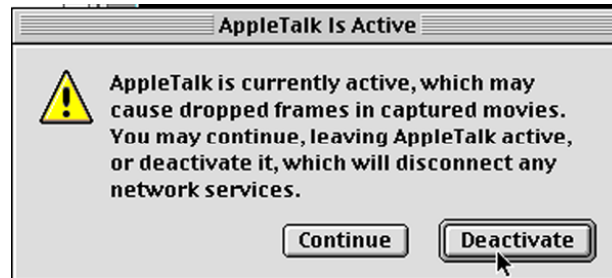 AppleTalk Is Active
AppleTalk is currently active, which may
cause dropped frames in captured movies.
You may continue, leaving AppleTalk active,
or deactivate it, which will disconnect any
network services.
Continue Deactivate